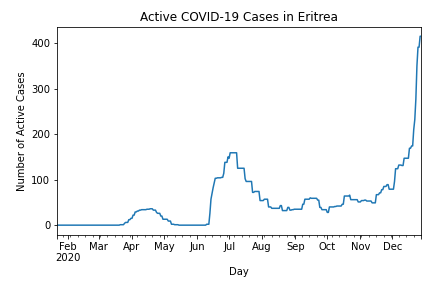 Active COVID-19 Cases in Eritrea
400
300
200
100
0
Number of Active Cases
Feb Mar Apr May Jun Jul Aug Sep Oct Nov Dec
2020
Day